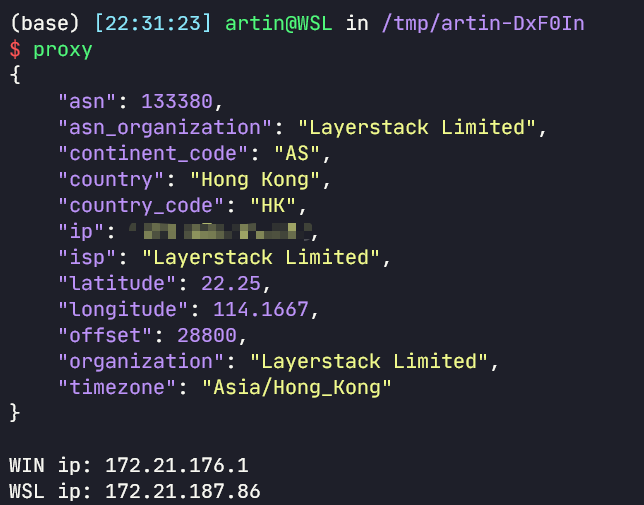 (base) [22:31:23] artin@WSL in /tmp/artin-DxF0In
$ proxy
{
    "asn": 133380,
    "asn_organization": "Layerstack Limited",
    "continent_code": "AS",
    "country": "Hong Kong",
    "country_code": "HK",
    "ip": ,
    "isp": "Layerstack Limited",
    "latitude": 22.25,
    "longitude": 114.1667,
    "offset": 28800,
    "organization": "Layerstack Limited",
    "timezone": "Asia/Hong_Kong"
}

WIN ip: 172.21.176.1
WSL ip: 172.21.187.86